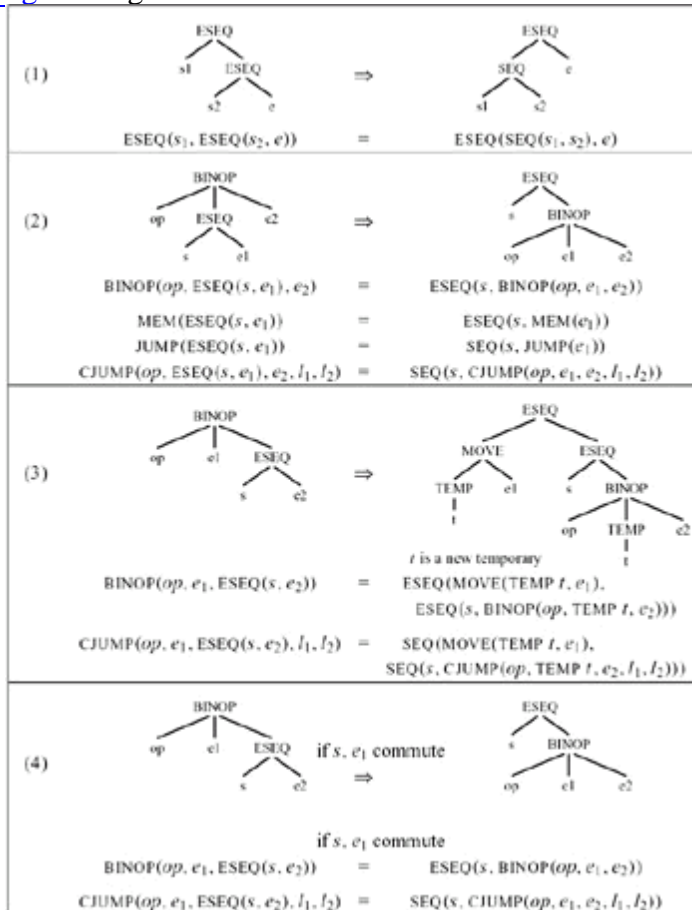 ESEQ ESEQ
(1) s1 ESEQ ⇒ SEQ e
s2 e s1 s2
ESEQ(s1, ESEQ(s2, e)) = ESEQ(SEQ(s1, s2), e)
BINOP ESEQ
(2) op ESEQ e2 ⇒ s BINOP
s e1 op e1 e2
BINOP(op, ESEQ(s, e1), e2) = ESEQ(s, BINOP(op, e1, e2))
MEM(ESEQ(s, e1)) = ESEQ(s, MEM(e1))
JUMP(ESEQ(s, e1)) = SEQ(s, JUMP(e1))
CJUMP(op, ESEQ(s, e1), e2, l1, l2) = SEQ(s, CJUMP(op, e1, e2, l1, l2))
BINOP ESEQ
op e1 ESEQ MOVE ESEQ
(3) s e2 ⇒ TEMP e1 s BINOP
t op TEMP e2
t is a new temporary t
BINOP(op, e1, ESEQ(s, e2)) = ESEQ(MOVE(TEMP t, e1),
ESEQ(s, BINOP(op, TEMP t, e2)))
CJUMP(op, e1, ESEQ(s, e2), l1, l2) = SEQ(MOVE(TEMP t, e1),
SEQ(s, CJUMP(op, TEMP t, e2, l1, l2)))
BINOP ESEQ
(4) op e1 ESEQ if s, e1 commute s BINOP
s e2 ⇒ op e1 e2
if s, e1 commute
BINOP(op, e1, ESEQ(s, e2)) = ESEQ(s, BINOP(op, e1, e2))
CJUMP(op, e1, ESEQ(s, e2), l1, l2) = SEQ(s, CJUMP(op, e1, e2, l1, l2))